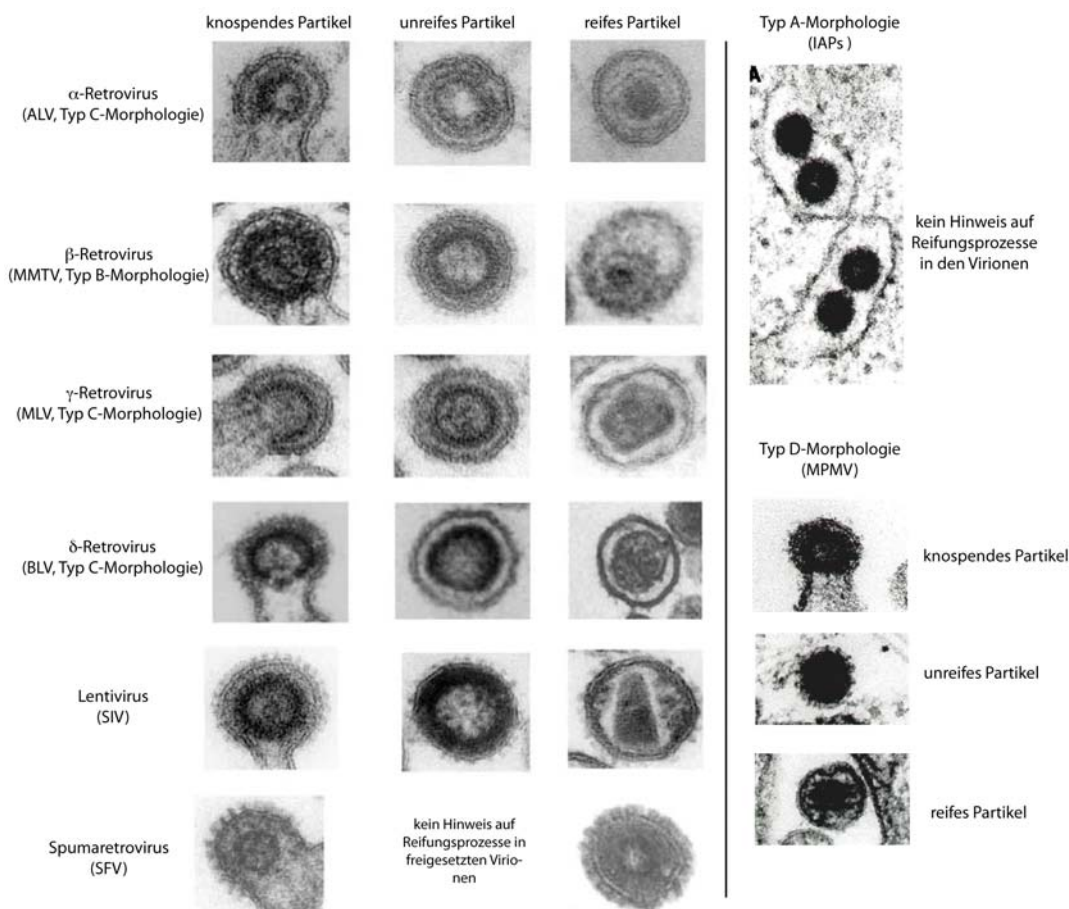 knospendes Partikel
unreifes Partikel
reifes Partikel
α-Retrovirus
(ALV, Typ C-Morphologie)
β-Retrovirus
(MMTV, Typ B-Morphologie)
γ-Retrovirus
(MLV, Typ C-Morphologie)
δ-Retrovirus
(BLV, Typ C-Morphologie)
Lentivirus
(SIV)
Spumaretrovirus
(SFV)
kein Hinweis auf
Reifungsprozesse in
freigesetzten Virio-
nen
Typ A-Morphologie
(IAPs )
A
kein Hinweis auf
Reifungsprozesse
in den Virionen
Typ D-Morphologie
(MPMV)
knospendes Partikel
unreifes Partikel
reifes Partikel